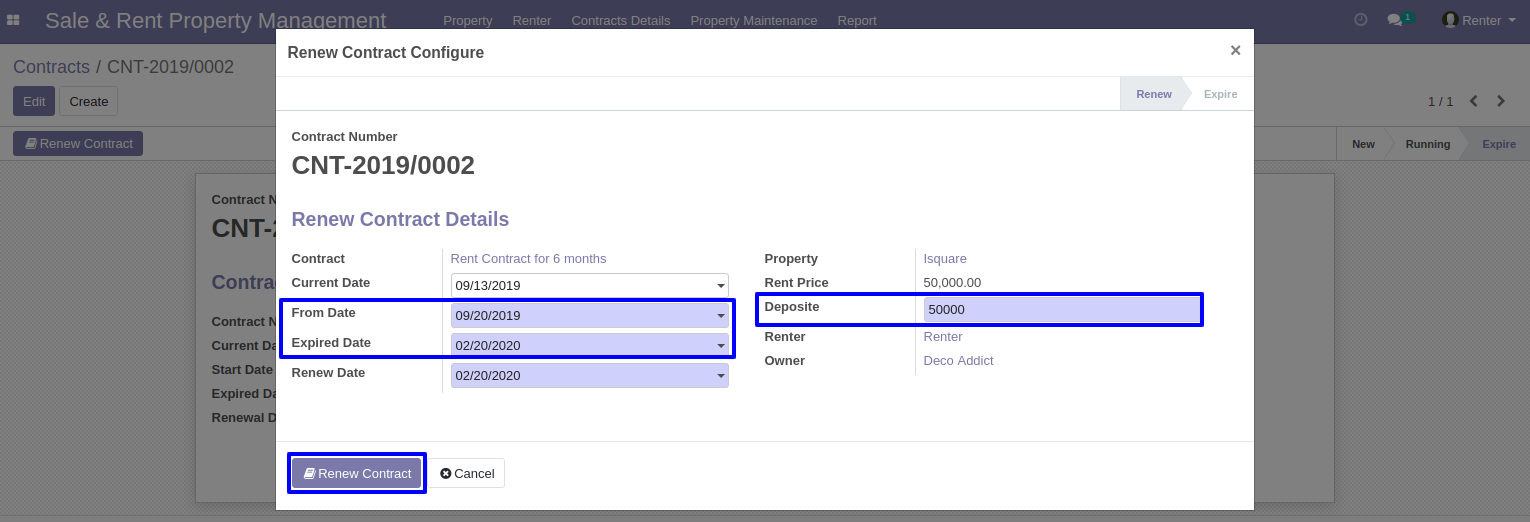 Sale & Rent Property Management
Property Renter Contracts Details Property Maintenance Report
1
Renter
Contracts / CNT-2019/0002
Edit Create
1 / 1
Renew Contract
New Running Expire
Contract N
CNT-2
Contra
Contract N
Current Da
Start Date
Expired Da
Renewal D
Renew Contract Configure
×
Renew Expire
Contract Number
CNT-2019/0002
Renew Contract Details
Contract Rent Contract for 6 months
Current Date 09/13/2019
From Date 09/20/2019
Expired Date 02/20/2020
Renew Date 02/20/2020
Property Isquare
Rent Price 50,000.00
Deposite 50000
Renter Renter
Owner Deco Addict
Renew Contract Cancel